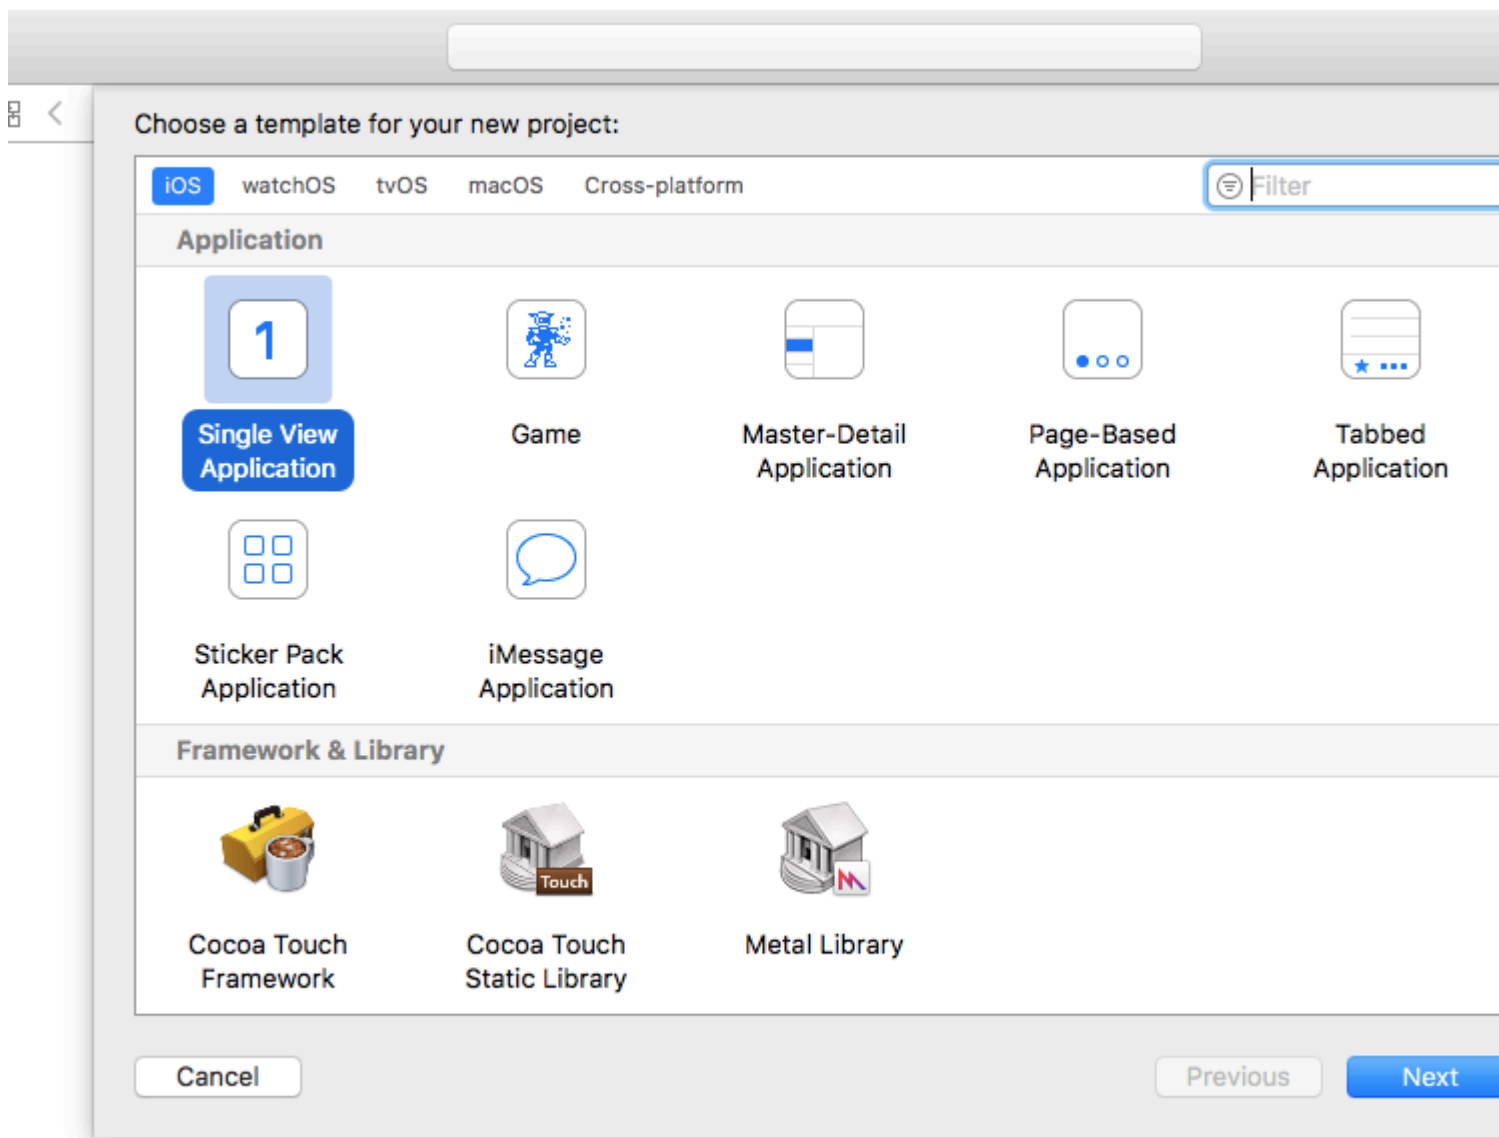 Choose a template for your new project:
iOS watchOS tvOS macOS Cross-platform Filter
Application
1
Single View Application
Game
Master-Detail Application
Page-Based Application
Tabbed Application
Sticker Pack Application
iMessage Application
Framework & Library
Touch
Cocoa Touch Framework
Cocoa Touch Static Library
Metal Library
Cancel Previous Next